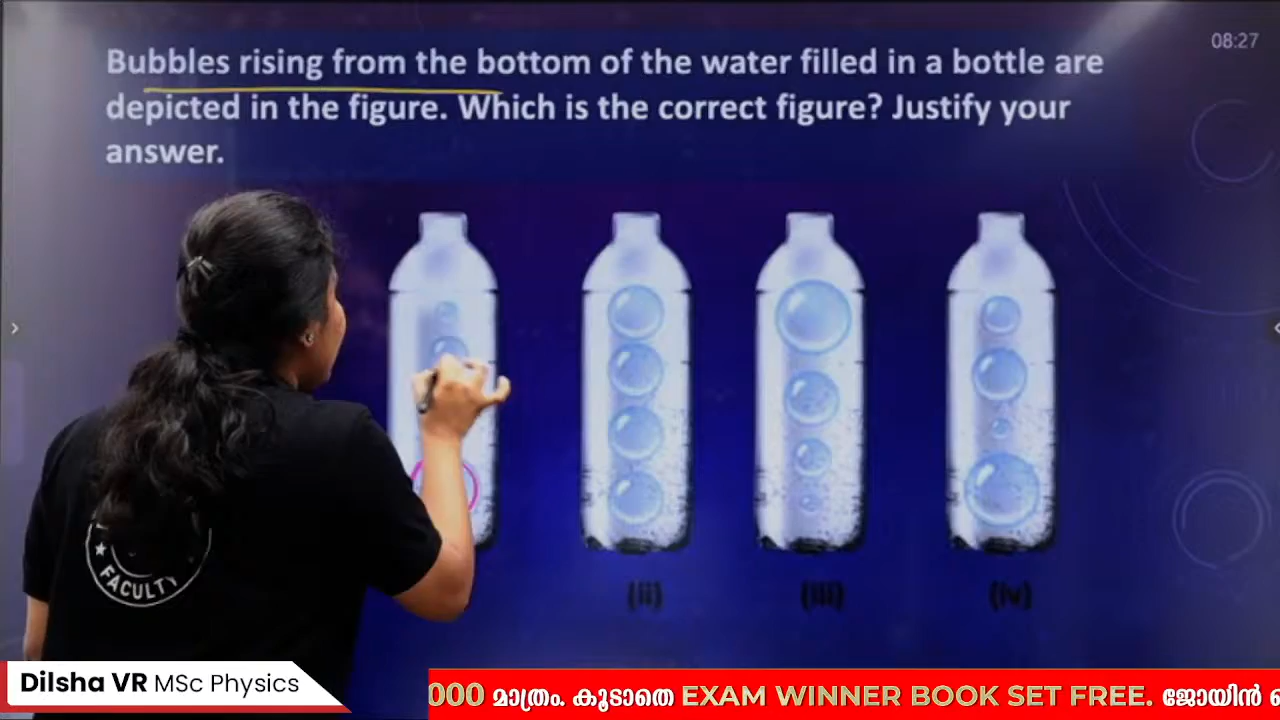 08:27
Bubbles rising from the bottom of the water filled in a bottle are
depicted in the figure. Which is the correct figure? Justify your
answer.
FACULTY
(ii) (iii) (iv)
Dilsha VR MSc Physics
000 മാത്രം. കൂടാതെ EXAM WINNER BOOK SET FREE. ജോയിൻ